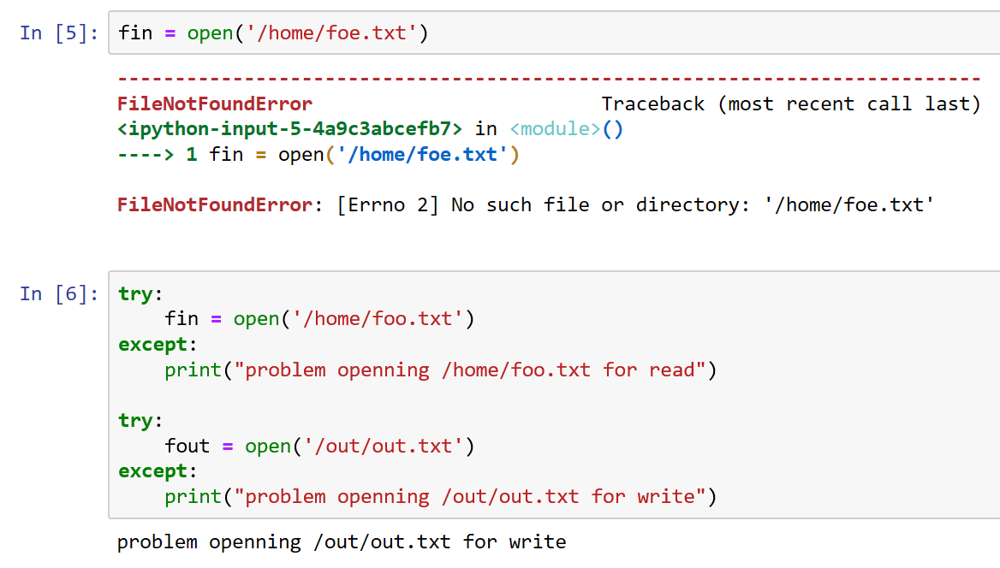 In [5]: fin = open('/home/foe.txt')
---------------------------------------------------------------------------
FileNotFoundError                         Traceback (most recent call last)
<ipython-input-5-4a9c3abcefb7> in <module>()
----> 1 fin = open('/home/foe.txt')
FileNotFoundError: [Errno 2] No such file or directory: '/home/foe.txt'
In [6]: try:
    fin = open('/home/foo.txt')
except:
    print("problem openning /home/foo.txt for read")
try:
    fout = open('/out/out.txt')
except:
    print("problem openning /out/out.txt for write")
problem openning /out/out.txt for write